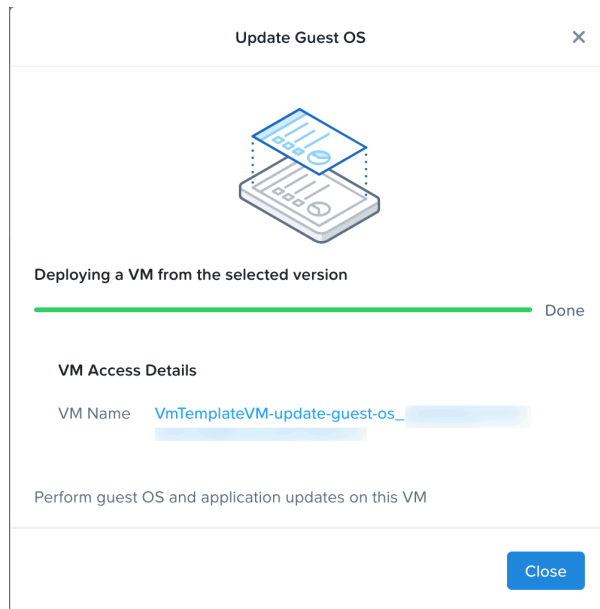 Update Guest OS
Deploying a VM from the selected version
Done
VM Access Details
VM Name VmTemplateVM-update-guest-os_
Perform guest OS and application updates on this VM
Close